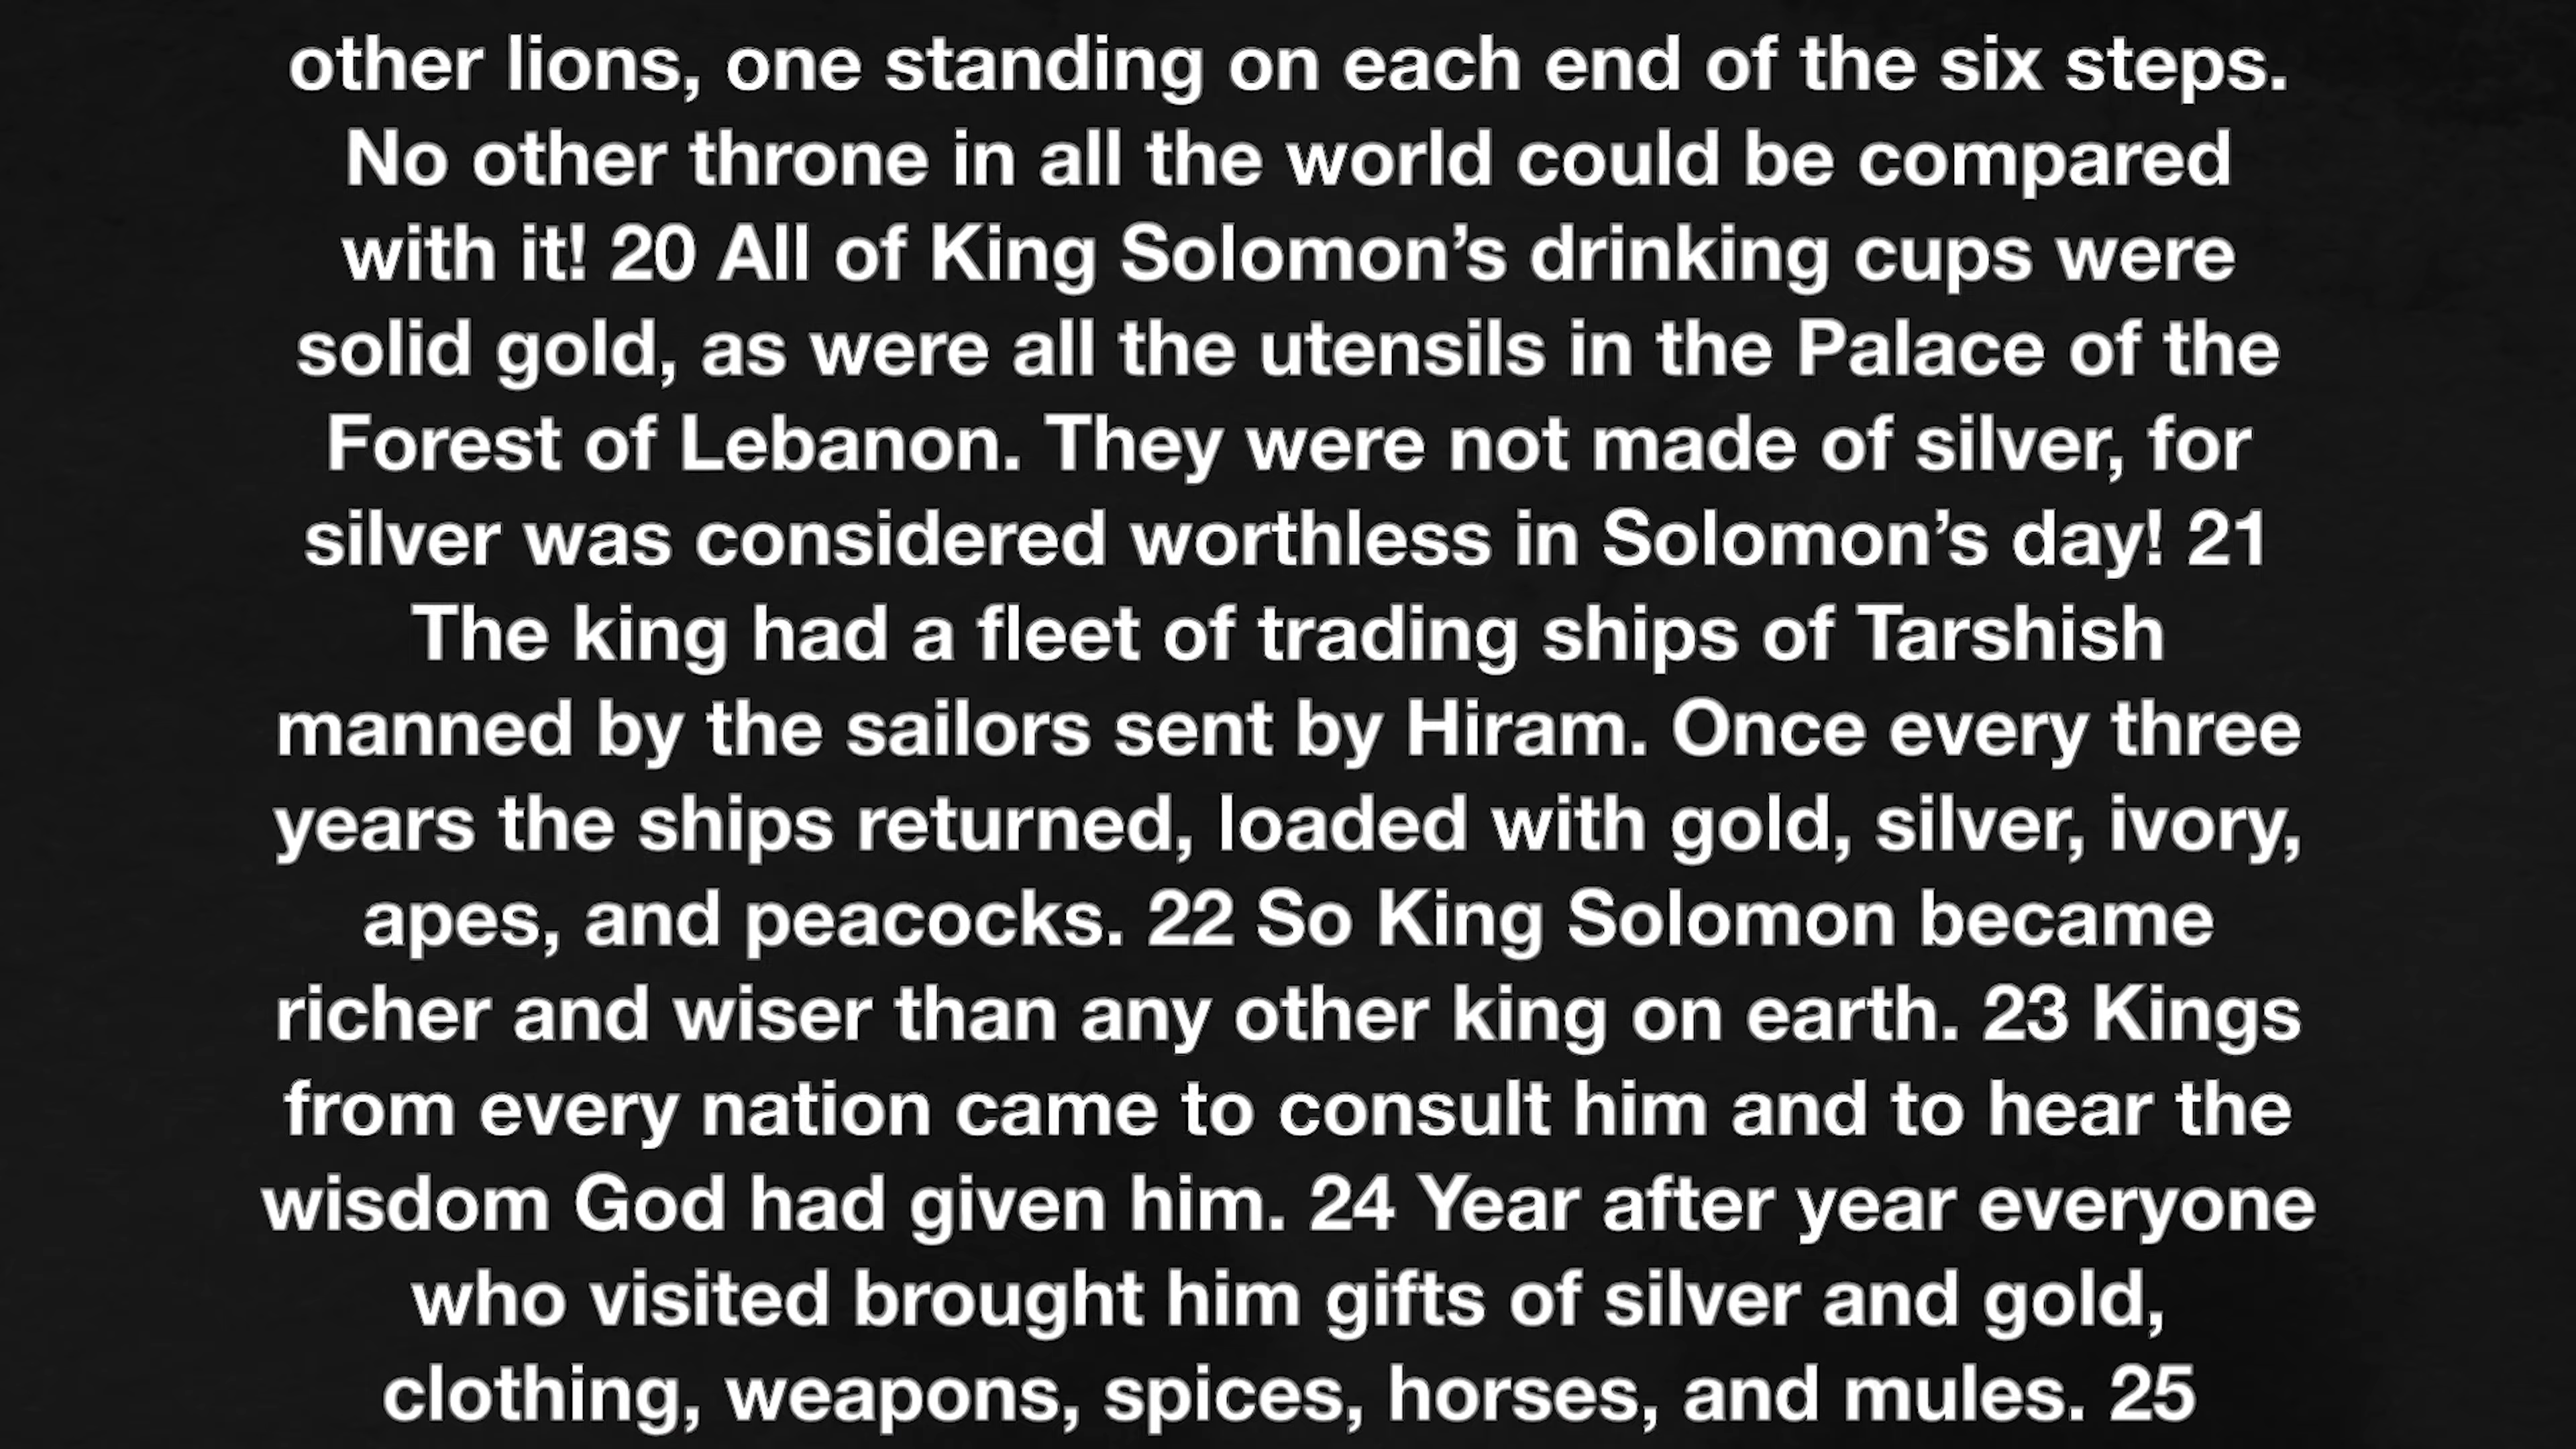 other lions, one standing on each end of the six steps.
No other throne in all the world could be compared
with it! 20 All of King Solomon’s drinking cups were
solid gold, as were all the utensils in the Palace of the
Forest of Lebanon. They were not made of silver, for
silver was considered worthless in Solomon’s day! 21
The king had a fleet of trading ships of Tarshish
manned by the sailors sent by Hiram. Once every three
years the ships returned, loaded with gold, silver, ivory,
apes, and peacocks. 22 So King Solomon became
richer and wiser than any other king on earth. 23 Kings
from every nation came to consult him and to hear the
wisdom God had given him. 24 Year after year everyone
who visited brought him gifts of silver and gold,
clothing, weapons, spices, horses, and mules. 25